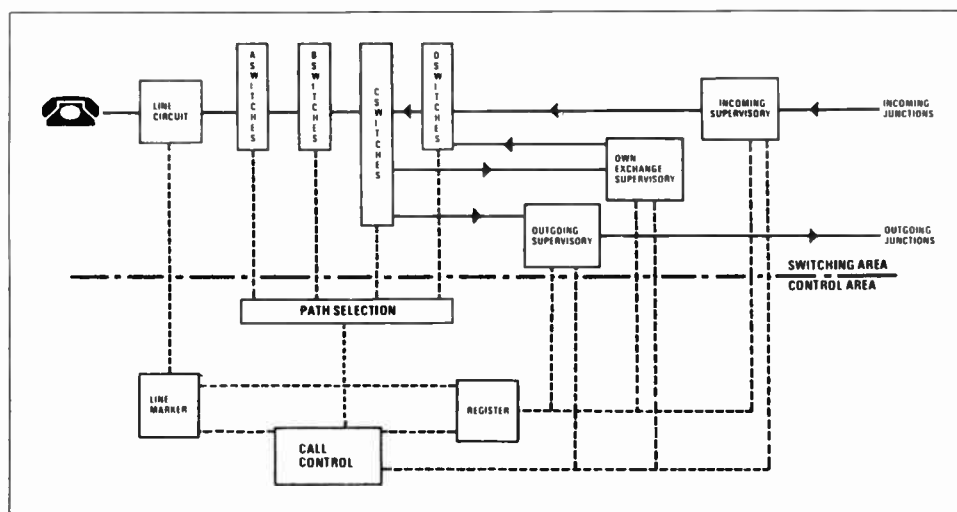 A SWITCHES
B SWITCHES
C SWITCHES
D SWITCHES
LINE
CIRCUIT
INCOMING
SUPERVISORY
INCOMING
JUNCTIONS
OWN
EXCHANGE
SUPERVISORY
OUTGOING
SUPERVISORY
OUTGOING
JUNCTIONS
SWITCHING AREA
CONTROL AREA
PATH SELECTION
LINE
MARKER
REGISTER
CALL
CONTROL